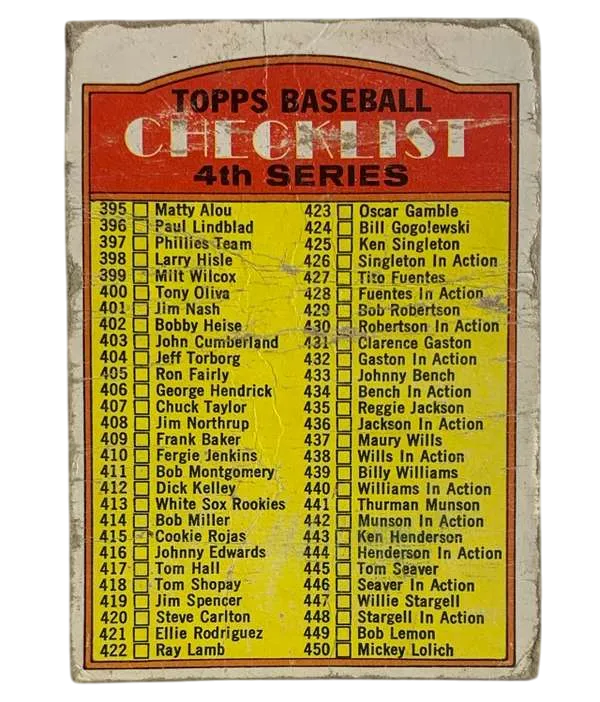 TOPPS BASEBALL
CHECKLIST
4th SERIES
395 Matty Alou
396 Paul Lindblad
397 Phillies Team
398 Larry Hisle
399 Milt Wilcox
400 Tony Oliva
401 Jim Nash
402 Bobby Heise
403 John Cumberland
404 Jeff Torborg
405 Ron Fairly
406 George Hendrick
407 Chuck Taylor
408 Jim Northrup
409 Frank Baker
410 Fergie Jenkins
411 Bob Montgomery
412 Dick Kelley
413 White Sox Rookies
414 Bob Miller
415 Cookie Rojas
416 Johnny Edwards
417 Tom Hall
418 Tom Shopay
419 Jim Spencer
420 Steve Carlton
421 Ellie Rodriguez
422 Ray Lamb
423 Oscar Gamble
424 Bill Gogolewski
425 Ken Singleton
426 Singleton In Action
427 Tito Fuentes
428 Fuentes In Action
429 Bob Robertson
430 Robertson In Action
431 Clarence Gaston
432 Gaston In Action
433 Johnny Bench
434 Bench In Action
435 Reggie Jackson
436 Jackson In Action
437 Maury Wills
438 Wills In Action
439 Billy Williams
440 Williams In Action
441 Thurman Munson
442 Munson In Action
443 Ken Henderson
444 Henderson In Action
445 Tom Seaver
446 Seaver In Action
447 Willie Stargell
448 Stargell In Action
449 Bob Lemon
450 Mickey Lolich